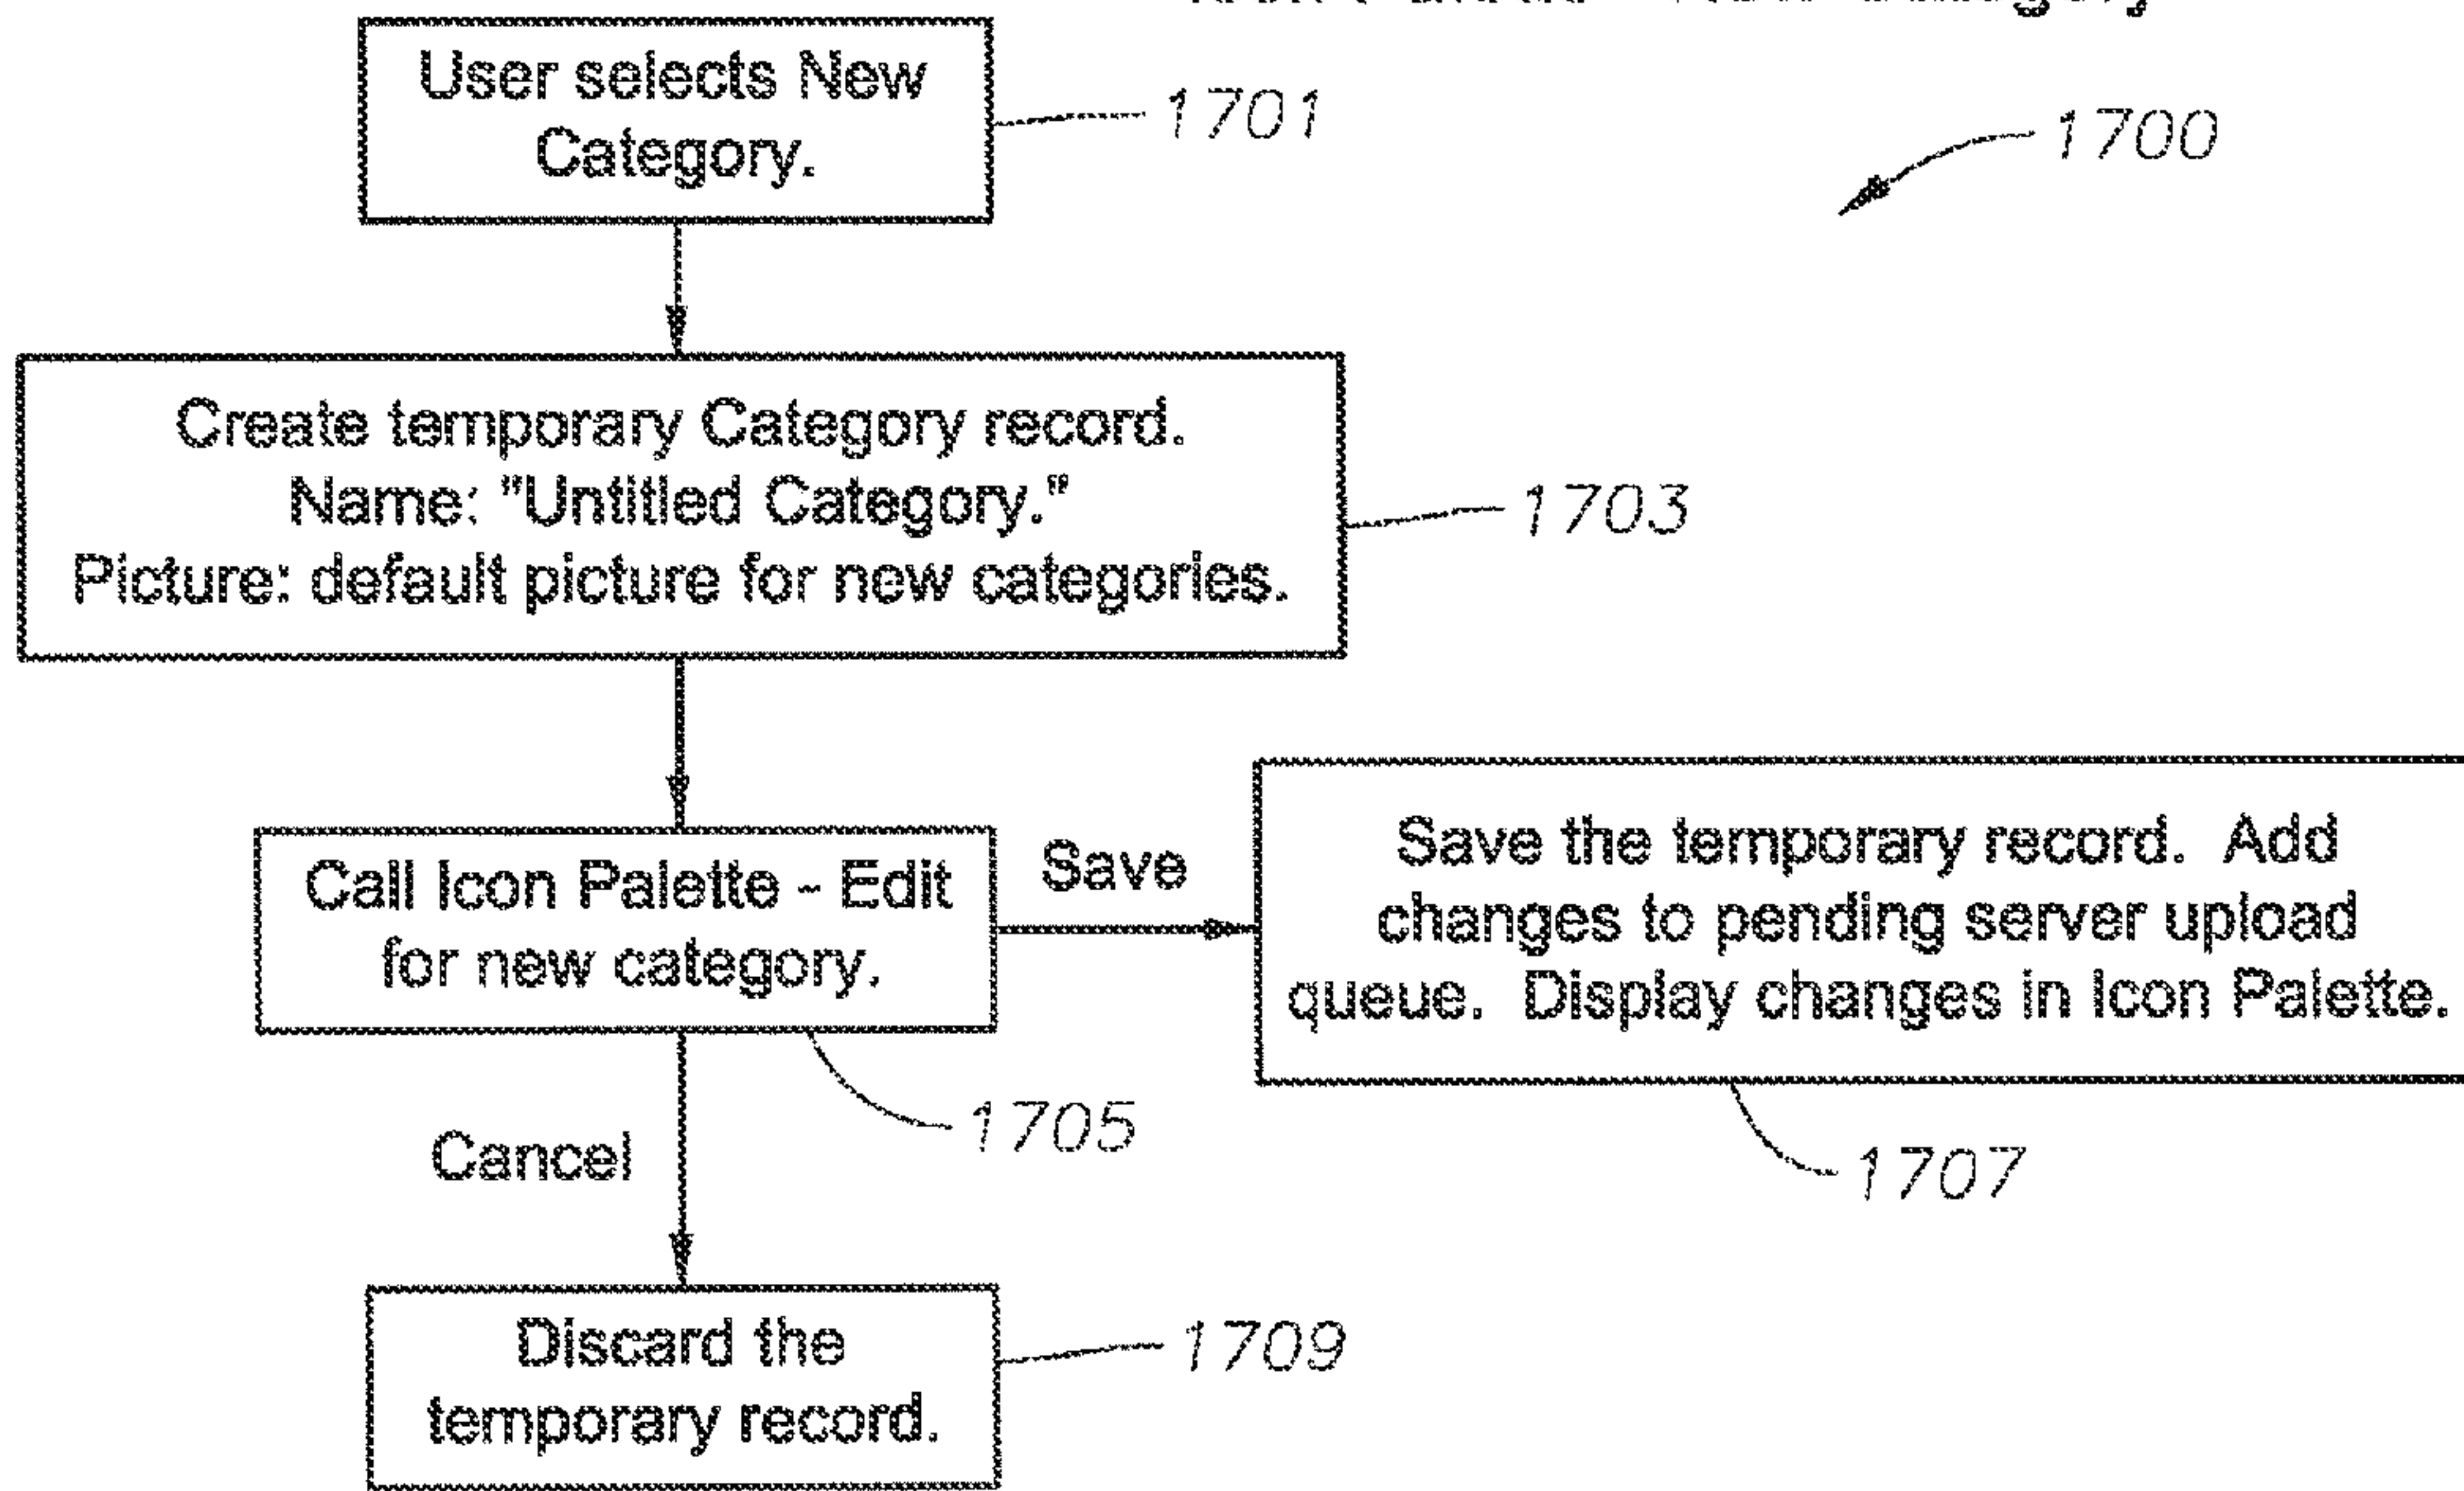 User selects New
Category.
1701
1700
Create temporary Category record.
Name: "Untitled Category."
Picture: default picture for new categories.
1703
Call Icon Palette - Edit
for new category.
1705
Save
Save the temporary record. Add
changes to pending server upload
queue. Display changes in Icon Palette.
1707
Cancel
Discard the
temporary record.
1709